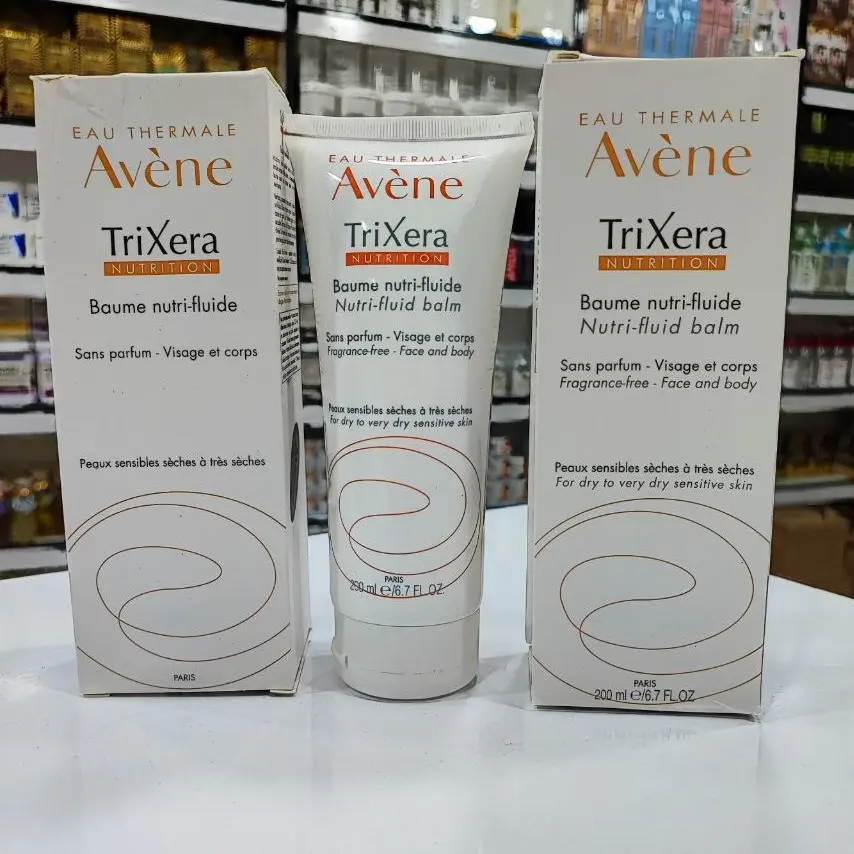 EAU THERMALE
Avène
TriXera
NUTRITION
Baume nutri-fluide
Sans parfum - Visage et corps
Peaux sensibles sèches à très sèches
PARIS
EAU THERMALE
Avène
TriXera
NUTRITION
Baume nutri-fluide
Nutri-fluid balm
Sans parfum - Visage et corps
Fragrance-free - Face and body
Peaux sensibles sèches à très sèches
For dry to very dry sensitive skin
PARIS
200 ml e/6.7 FL.OZ.
EAU THERMALE
Avène
TriXera
NUTRITION
Baume nutri-fluide
Nutri-fluid balm
Sans parfum - Visage et corps
Fragrance-free - Face and body
Peaux sensibles sèches à très sèches
For dry to very dry sensitive skin
PARIS
200 ml e/6.7 FL.OZ